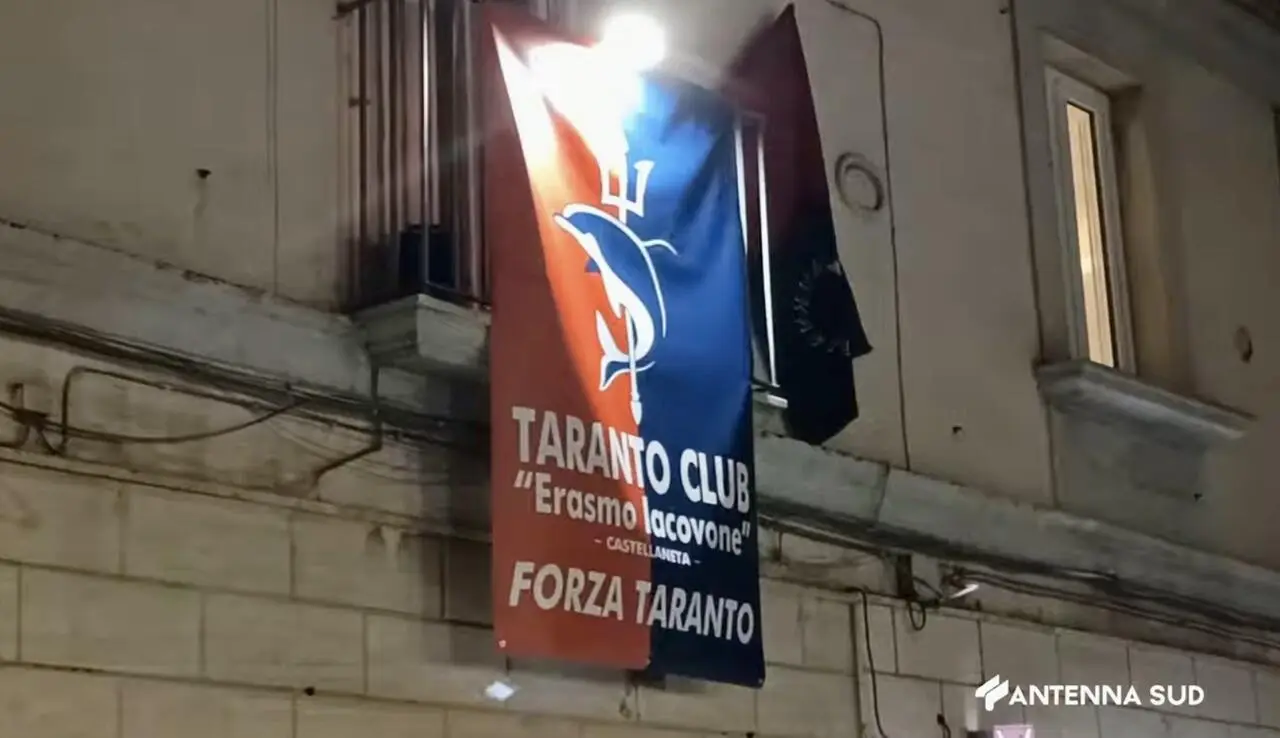 TARANTO CLUB
"Erasmo Iacovone"
- CASTELLANETA -
FORZA TARANTO
ANTENNA SUD